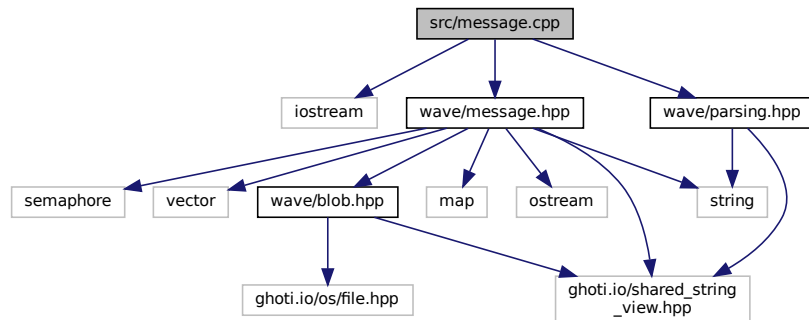 src/message.cpp
iostream
wave/message.hpp
wave/parsing.hpp
semaphore
vector
wave/blob.hpp
map
ostream
string
ghoti.io/os/file.hpp
ghoti.io/shared_string
_view.hpp